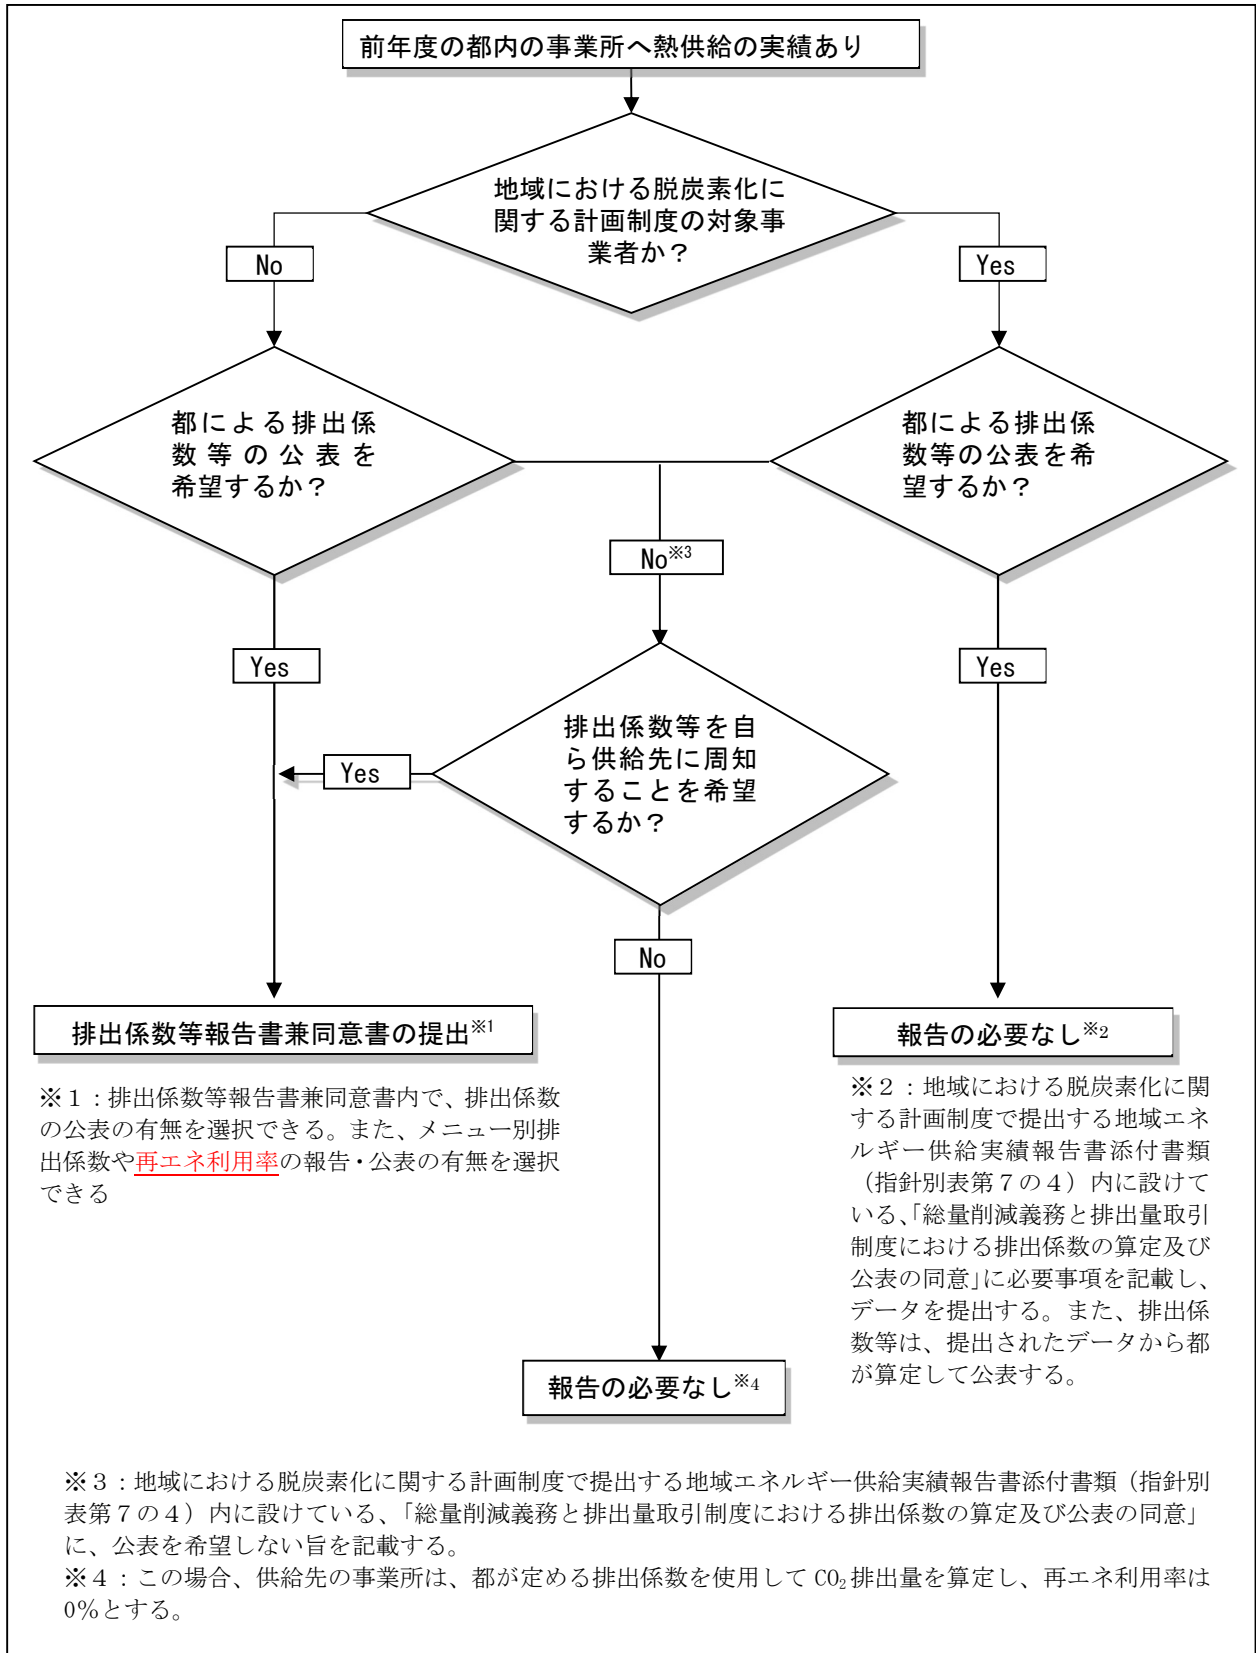 前年度の都内の事業所へ熱供給の実績あり
地域における脱炭素化に
関する計画制度の対象事
業者か？
No
Yes
都による排出係
数等の公表を
希望するか？
都による排出係
数等の公表を希
望するか？
No※3
Yes
Yes
排出係数等を自
ら供給先に周知
することを希望
するか？
Yes
No
排出係数等報告書兼同意書の提出※1
報告の必要なし※2
※１：排出係数等報告書兼同意書内で、排出係数
の公表の有無を選択できる。また、メニュー別排
出係数や再エネ利用率の報告・公表の有無を選択
できる
※２：地域における脱炭素化に関
する計画制度で提出する地域エネ
ルギー供給実績報告書添付書類
（指針別表第７の４）内に設けて
いる、「総量削減義務と排出量取引
制度における排出係数の算定及び
公表の同意」に必要事項を記載し、
データを提出する。また、排出係
数等は、提出されたデータから都
が算定して公表する。
報告の必要なし※4
※３：地域における脱炭素化に関する計画制度で提出する地域エネルギー供給実績報告書添付書類（指針別
表第７の４）内に設けている、「総量削減義務と排出量取引制度における排出係数の算定及び公表の同意」
に、公表を希望しない旨を記載する。
※４：この場合、供給先の事業所は、都が定める排出係数を使用して CO₂排出量を算定し、再エネ利用率は
0％とする。